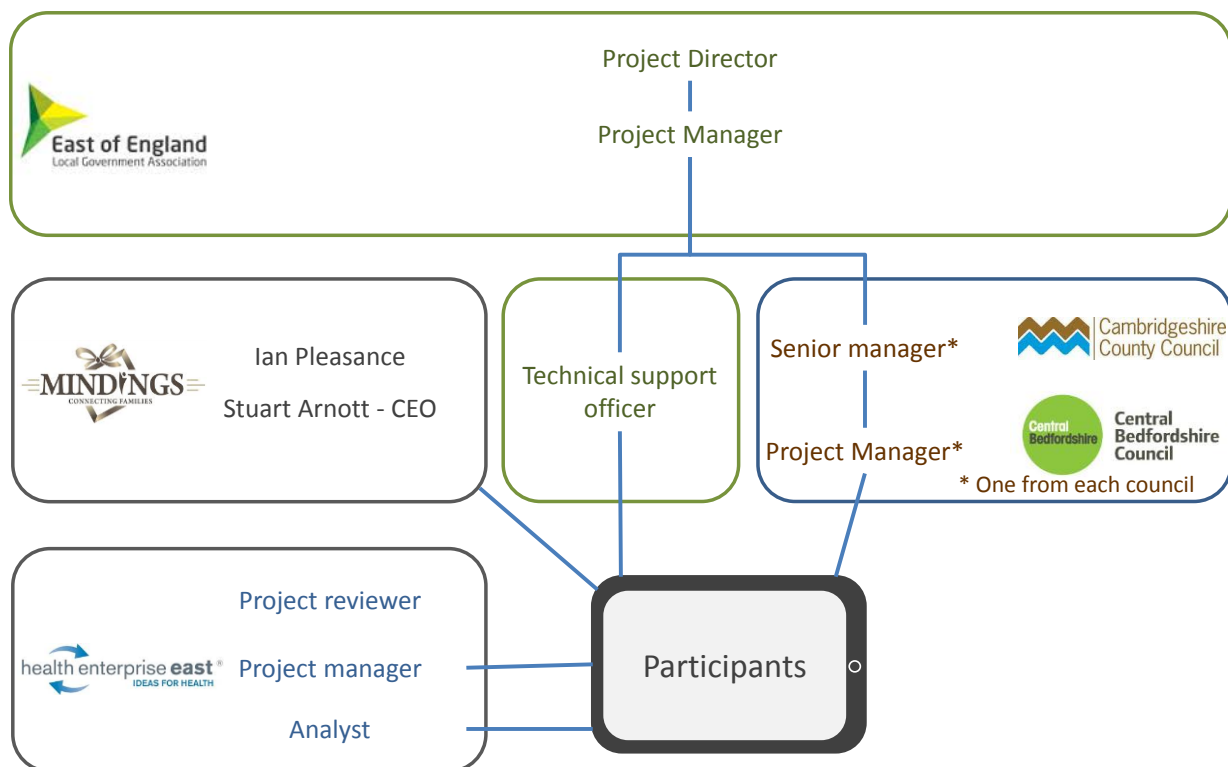 Project Director
East of England
Local Government Association
Project Manager
MINDINGS
CONNECTING FAMILIES
Ian Pleasance
Stuart Arnott - CEO
Technical support
officer
Senior manager*
Cambridgeshire
County Council
Project Manager*
Central
Bedfordshire
Central
Bedfordshire
Council
* One from each council
Project reviewer
health enterprise east ®
IDEAS FOR HEALTH
Project manager
Analyst
Participants